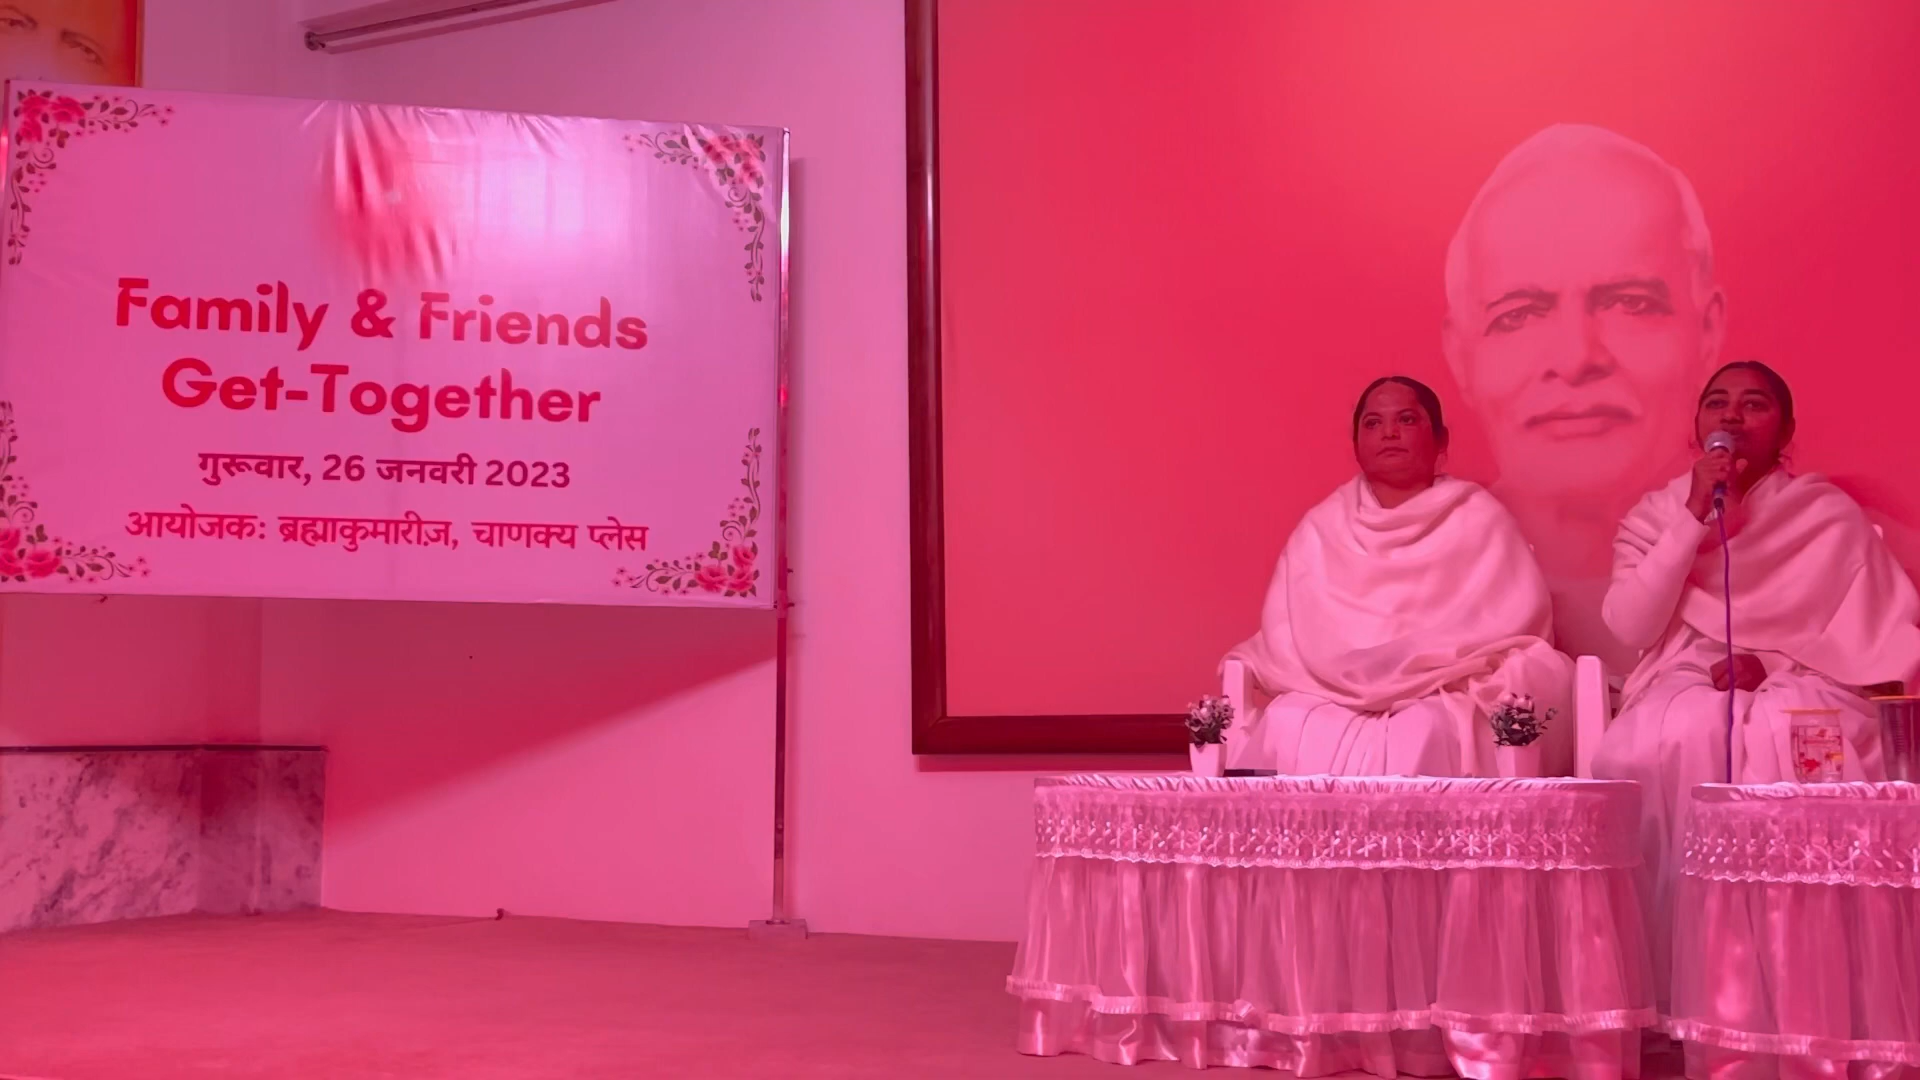 Family & Friends
Get-Together
गुरूवार, 26 जनवरी 2023
आयोजक: ब्रह्माकुमारीज़, चाणक्य प्लेस